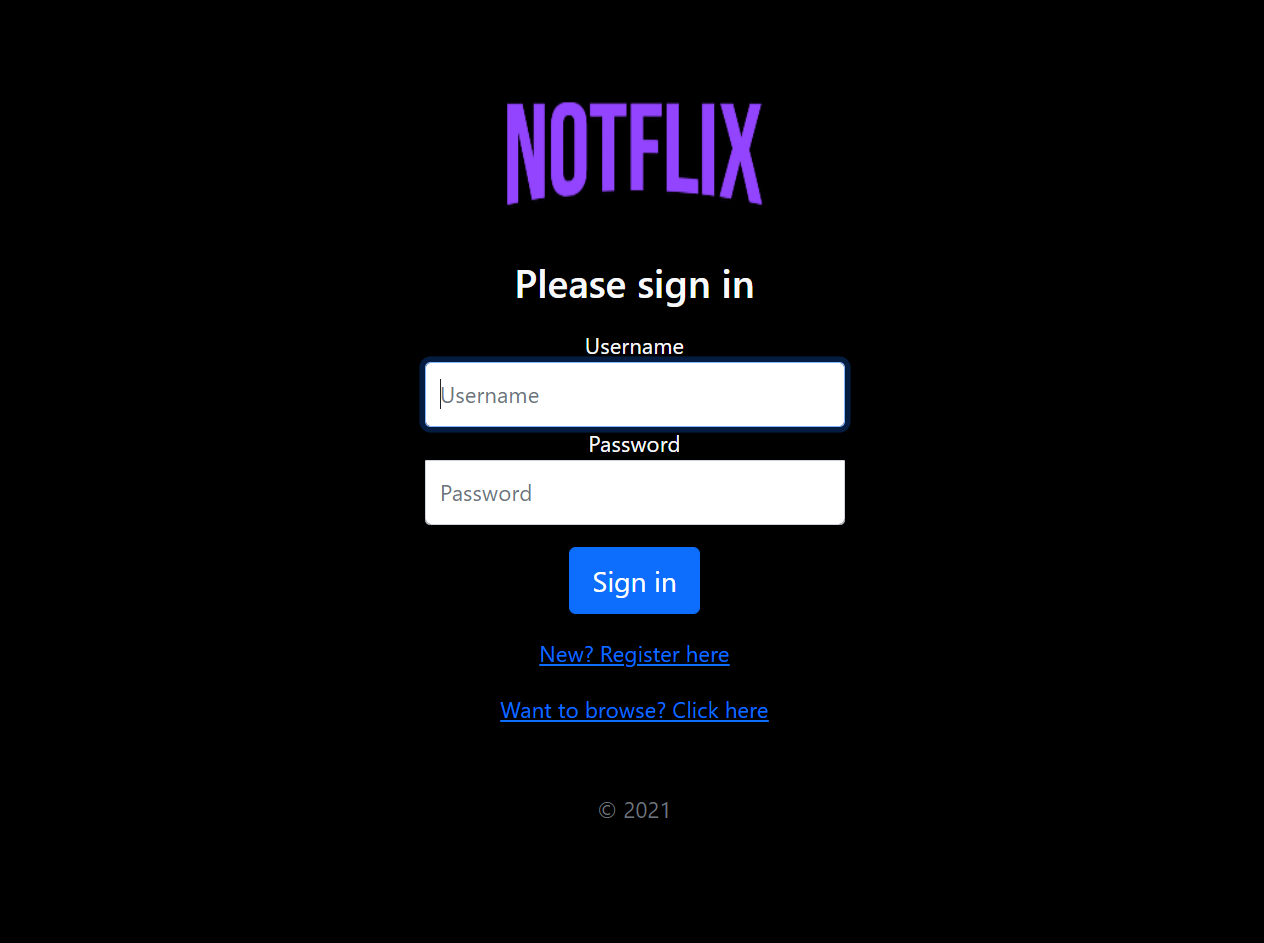 NOTFLIX
Please sign in
Username
Username
Password
Password
Sign in
New? Register here
Want to browse? Click here
© 2021